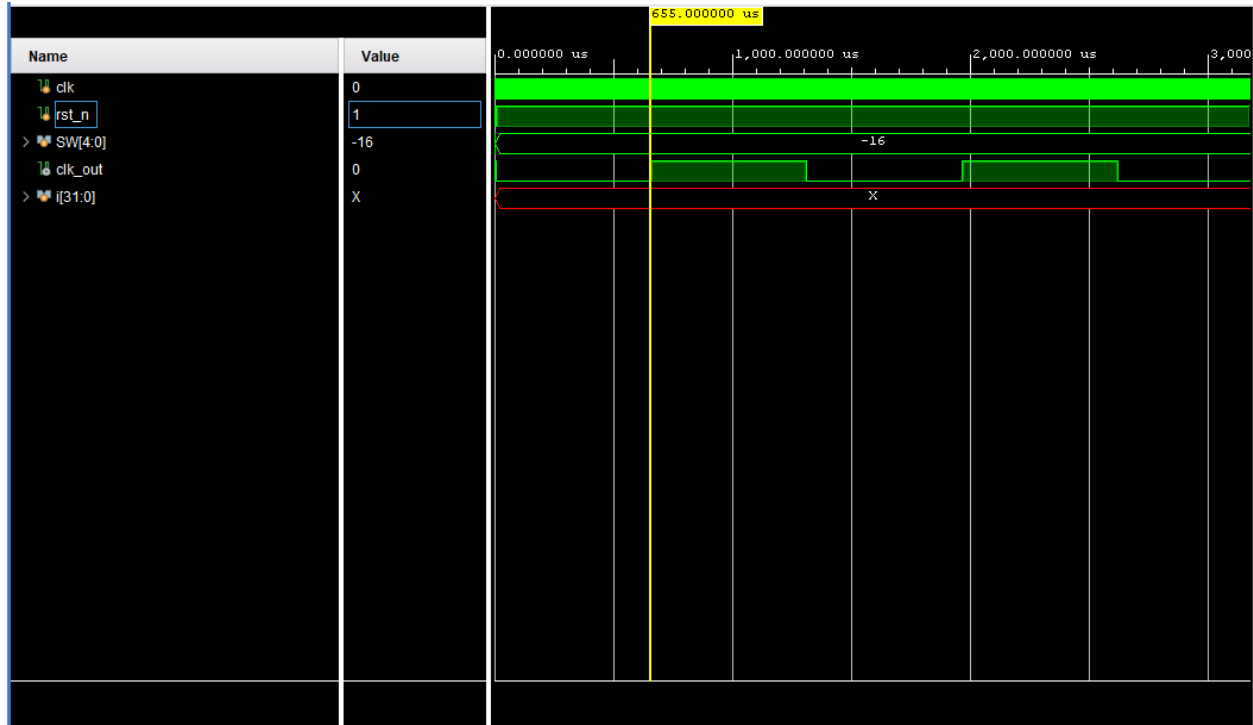 655.000000 us
Name Value
0.000000 us 1,000.000000 us 2,000.000000 us 3,000
clk 0
rst_n 1
SW[4:0] -16 -16
clk_out 0
i[31:0] X X